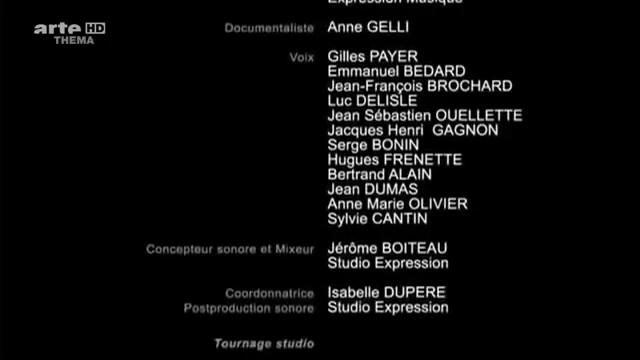 Expression Musique
arte HD
THEMA
Documentaliste Anne GELLI
Voix Gilles PAYER
Emmanuel BEDARD
Jean-François BROCHARD
Luc DELISLE
Jean Sébastien OUELLETTE
Jacques Henri GAGNON
Serge BONIN
Hugues FRENETTE
Bertrand ALAIN
Jean DUMAS
Anne Marie OLIVIER
Sylvie CANTIN
Concepteur sonore et Mixeur Jérôme BOITEAU
Studio Expression
Coordonnatrice Isabelle DUPERE
Postproduction sonore Studio Expression
Tournage studio